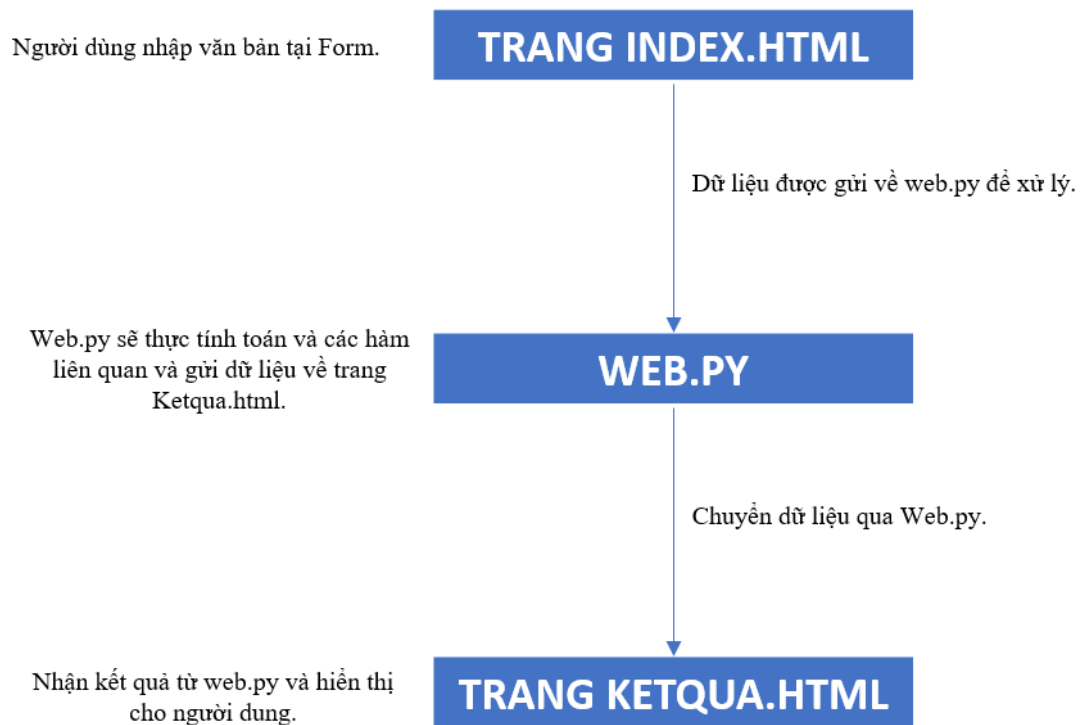 Người dùng nhập văn bản tại Form.
TRANG INDEX.HTML
Dữ liệu được gửi về web.py để xử lý.
Web.py sẽ thực tính toán và các hàm
liên quan và gửi dữ liệu về trang
Ketqua.html.
WEB.PY
Chuyển dữ liệu qua Web.py.
Nhận kết quả từ web.py và hiển thị
cho người dung.
TRANG KETQUA.HTML